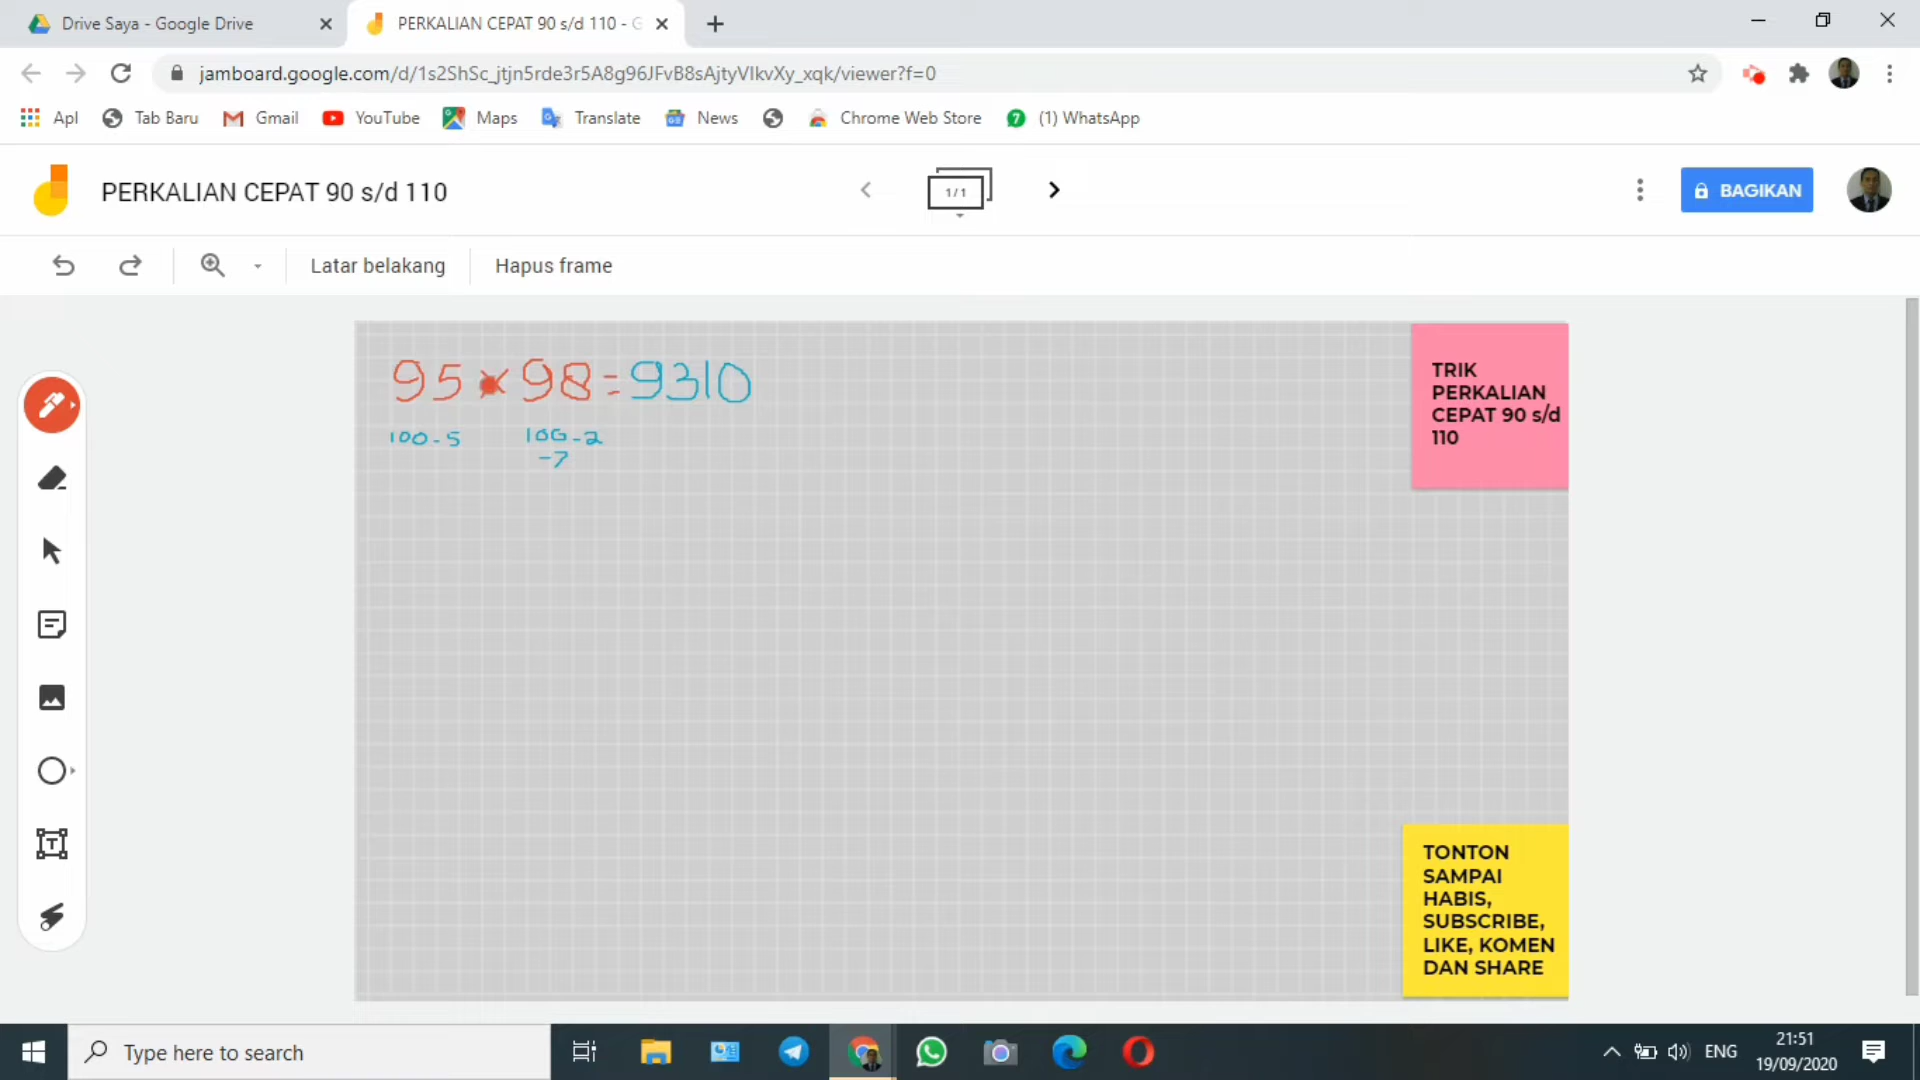 Drive Saya - Google Drive
PERKALIAN CEPAT 90 s/d 110 - G
jamboard.google.com/d/1s2ShSc_jtjn5rde3r5A8g96JFvB8sAjtyVIkvXy_xqk/viewer?f=0
Apl Tab Baru Gmail YouTube Maps Translate News Chrome Web Store 7 (1) WhatsApp
PERKALIAN CEPAT 90 s/d 110
1/1
BAGIKAN
Latar belakang
Hapus frame
95 × 98 = 9310
100 - 5 100 - 2
-7
TRIK
PERKALIAN
CEPAT 90 s/d
110
TONTON
SAMPAI
HABIS,
SUBSCRIBE,
LIKE, KOMEN
DAN SHARE
Type here to search
ENG
21:51
19/09/2020